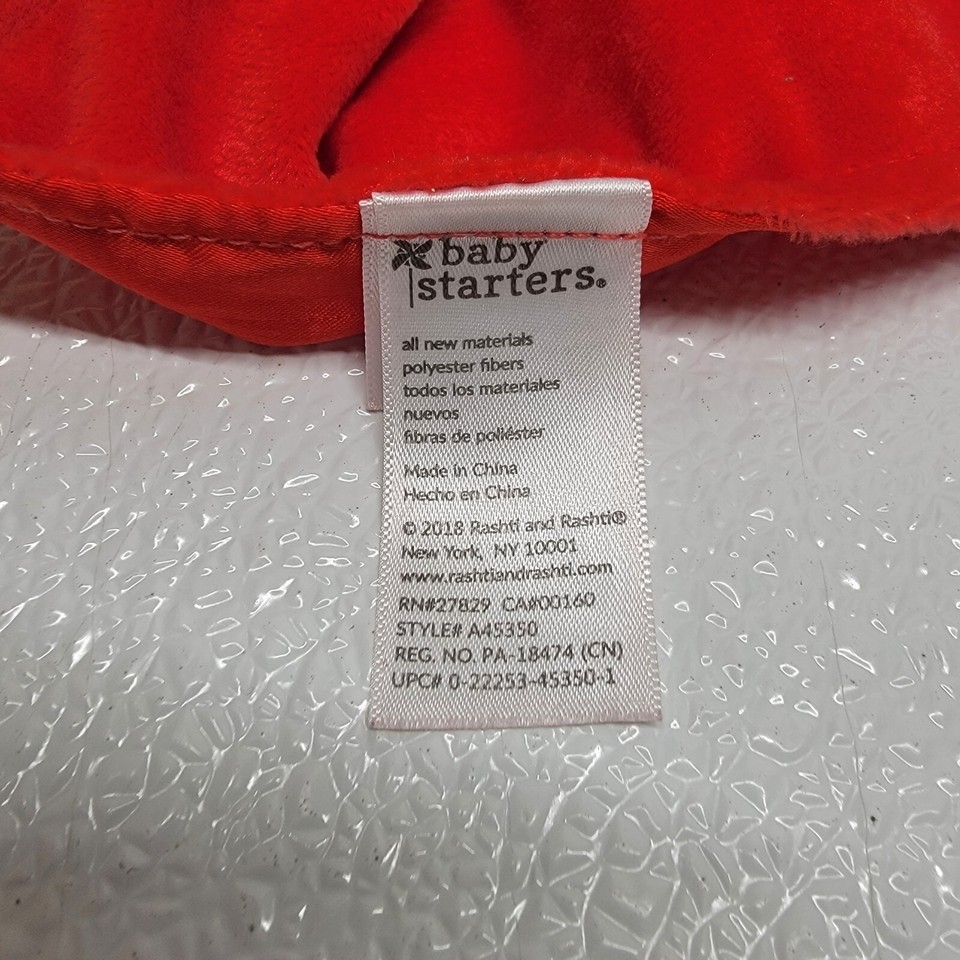 baby
starters®
all new materials
polyester fibers
todos los materiales
nuevos
fibras de poliéster
Made in China
Hecho en China
© 2018 Rashti and Rashti®
New York, NY 10001
www.rashtiandrashti.com
RN#27829 CA#00160
STYLE# A45350
REG. NO. PA-18474 (CN)
UPC# 0-22253-45350-1